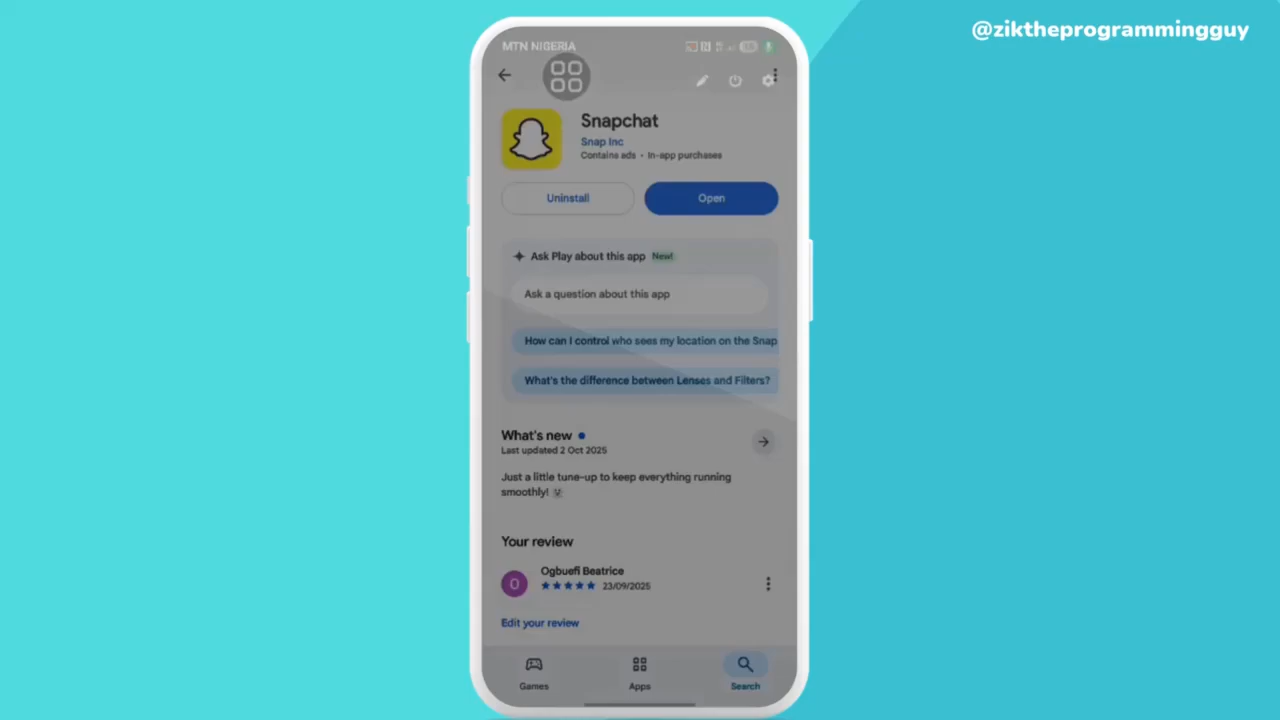 @ziktheprogrammingguy
MTN NIGERIA
Snapchat
Snap Inc
Contains ads • In-app purchases
Uninstall
Open
Ask Play about this app New!
Ask a question about this app
How can I control who sees my location on the Snap
What's the difference between Lenses and Filters?
What's new
Last updated 2 Oct 2025
Just a little tune-up to keep everything running
smoothly!
Your review
O
Ogbuefi Beatrice
23/09/2025
Edit your review
Games
Apps
Search